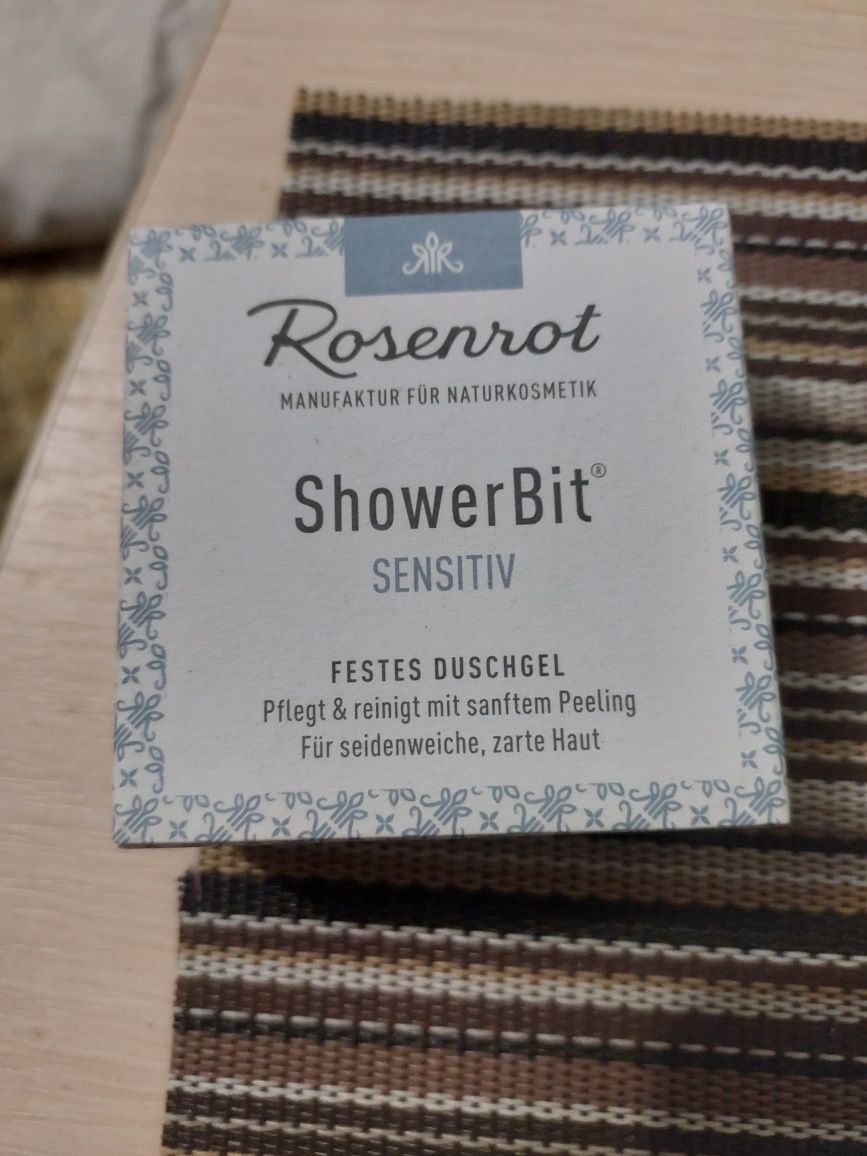 Rosenrot
MANUFAKTUR FÜR NATURKOSMETIK
ShowerBit®
SENSITIV
FESTES DUSCHGEL
Pflegt & reinigt mit sanftem Peeling
Für seidenweiche, zarte Haut